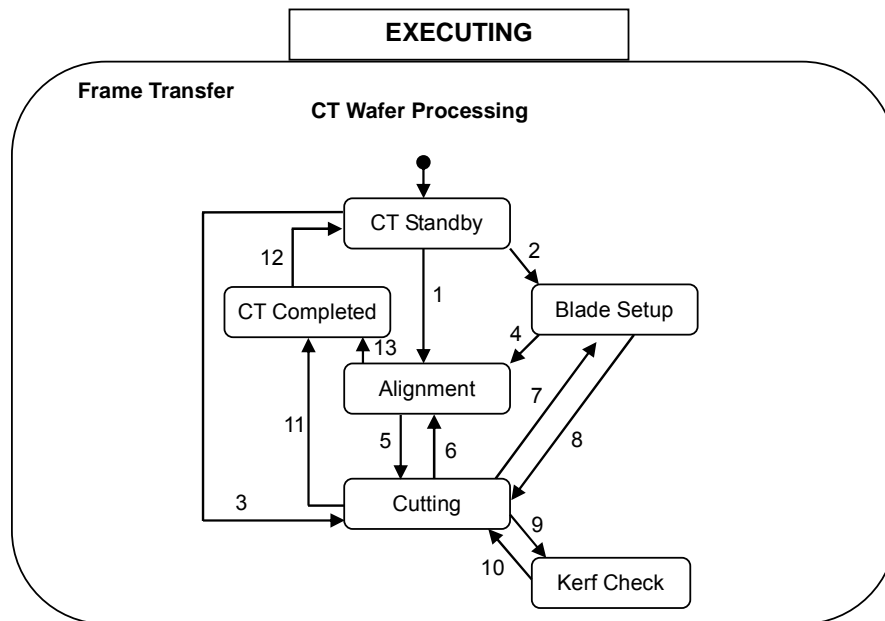 EXECUTING
Frame Transfer
CT Wafer Processing
CT Standby
12
2
1
CT Completed
Blade Setup
4
13
Alignment
7
11
5
6
8
3
Cutting
9
10
Kerf Check